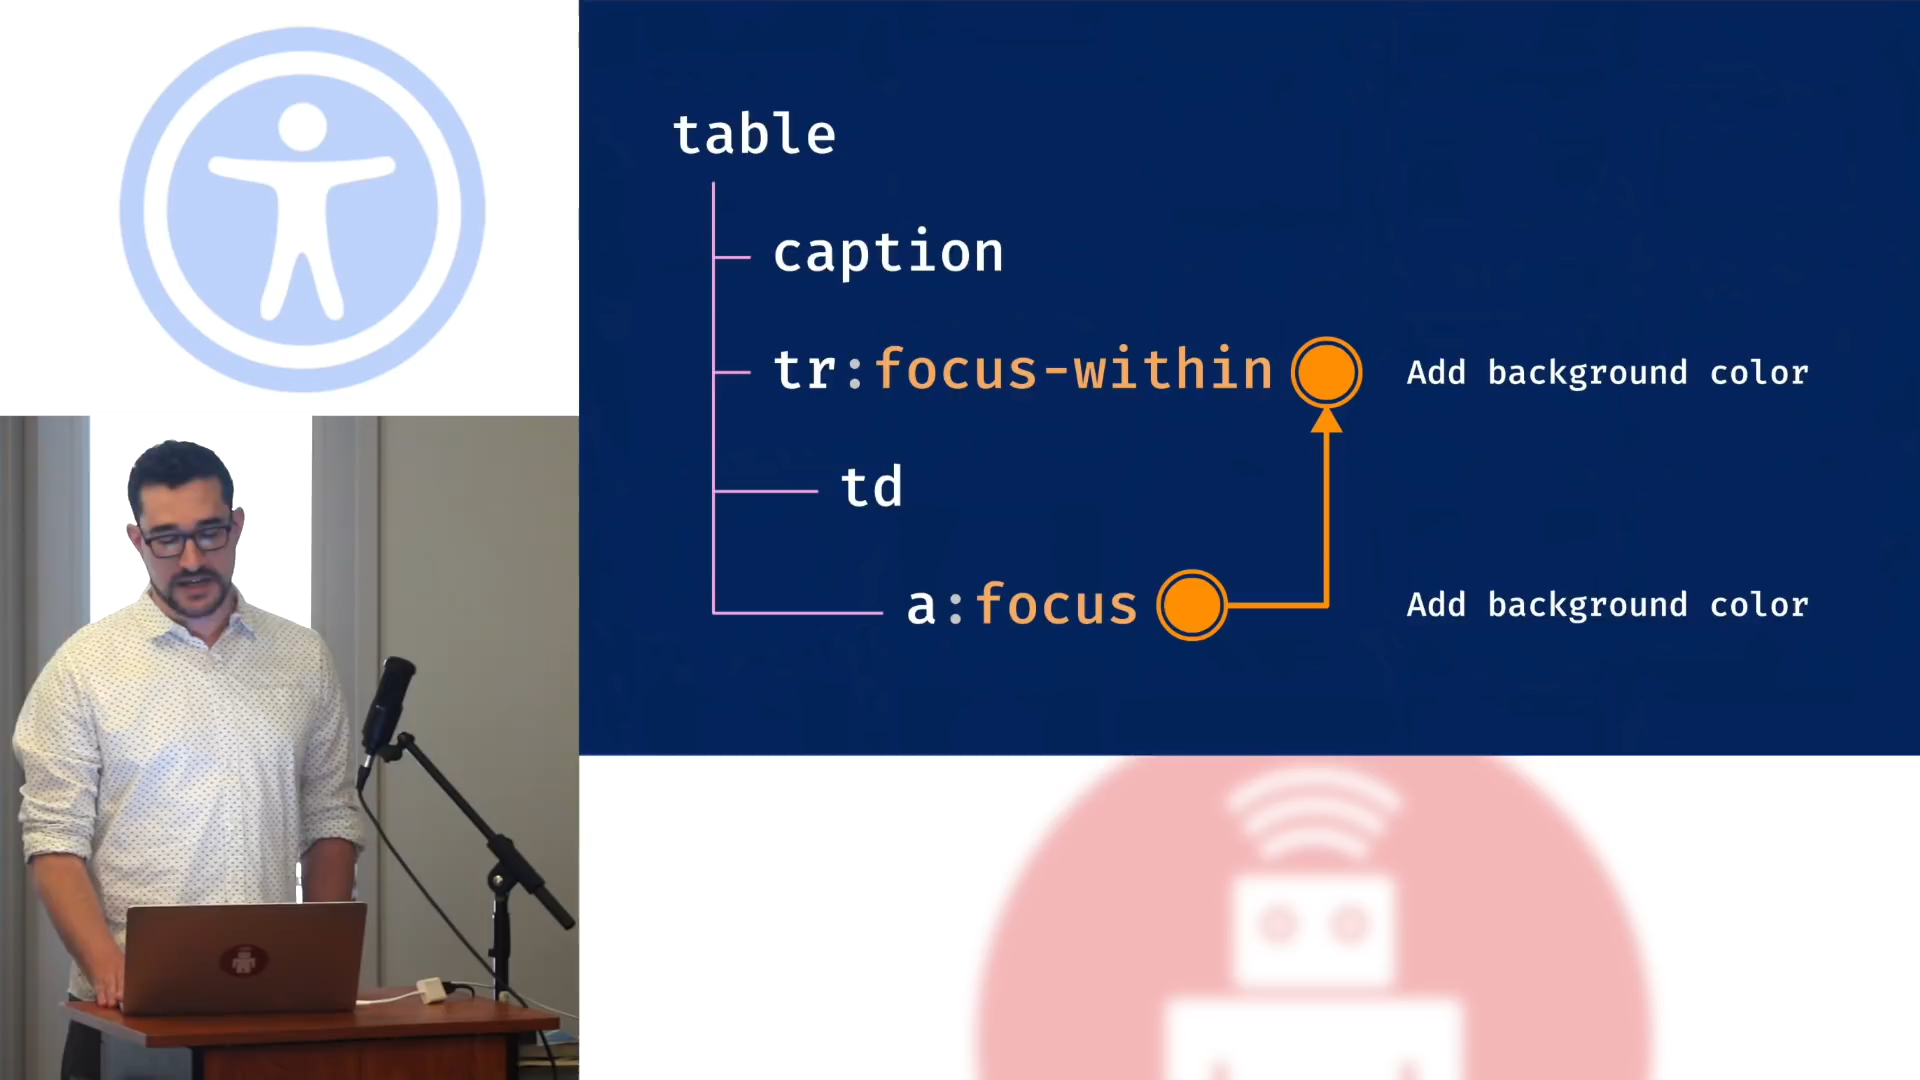 table
caption
tr:focus-within
Add background color
td
a:focus
Add background color